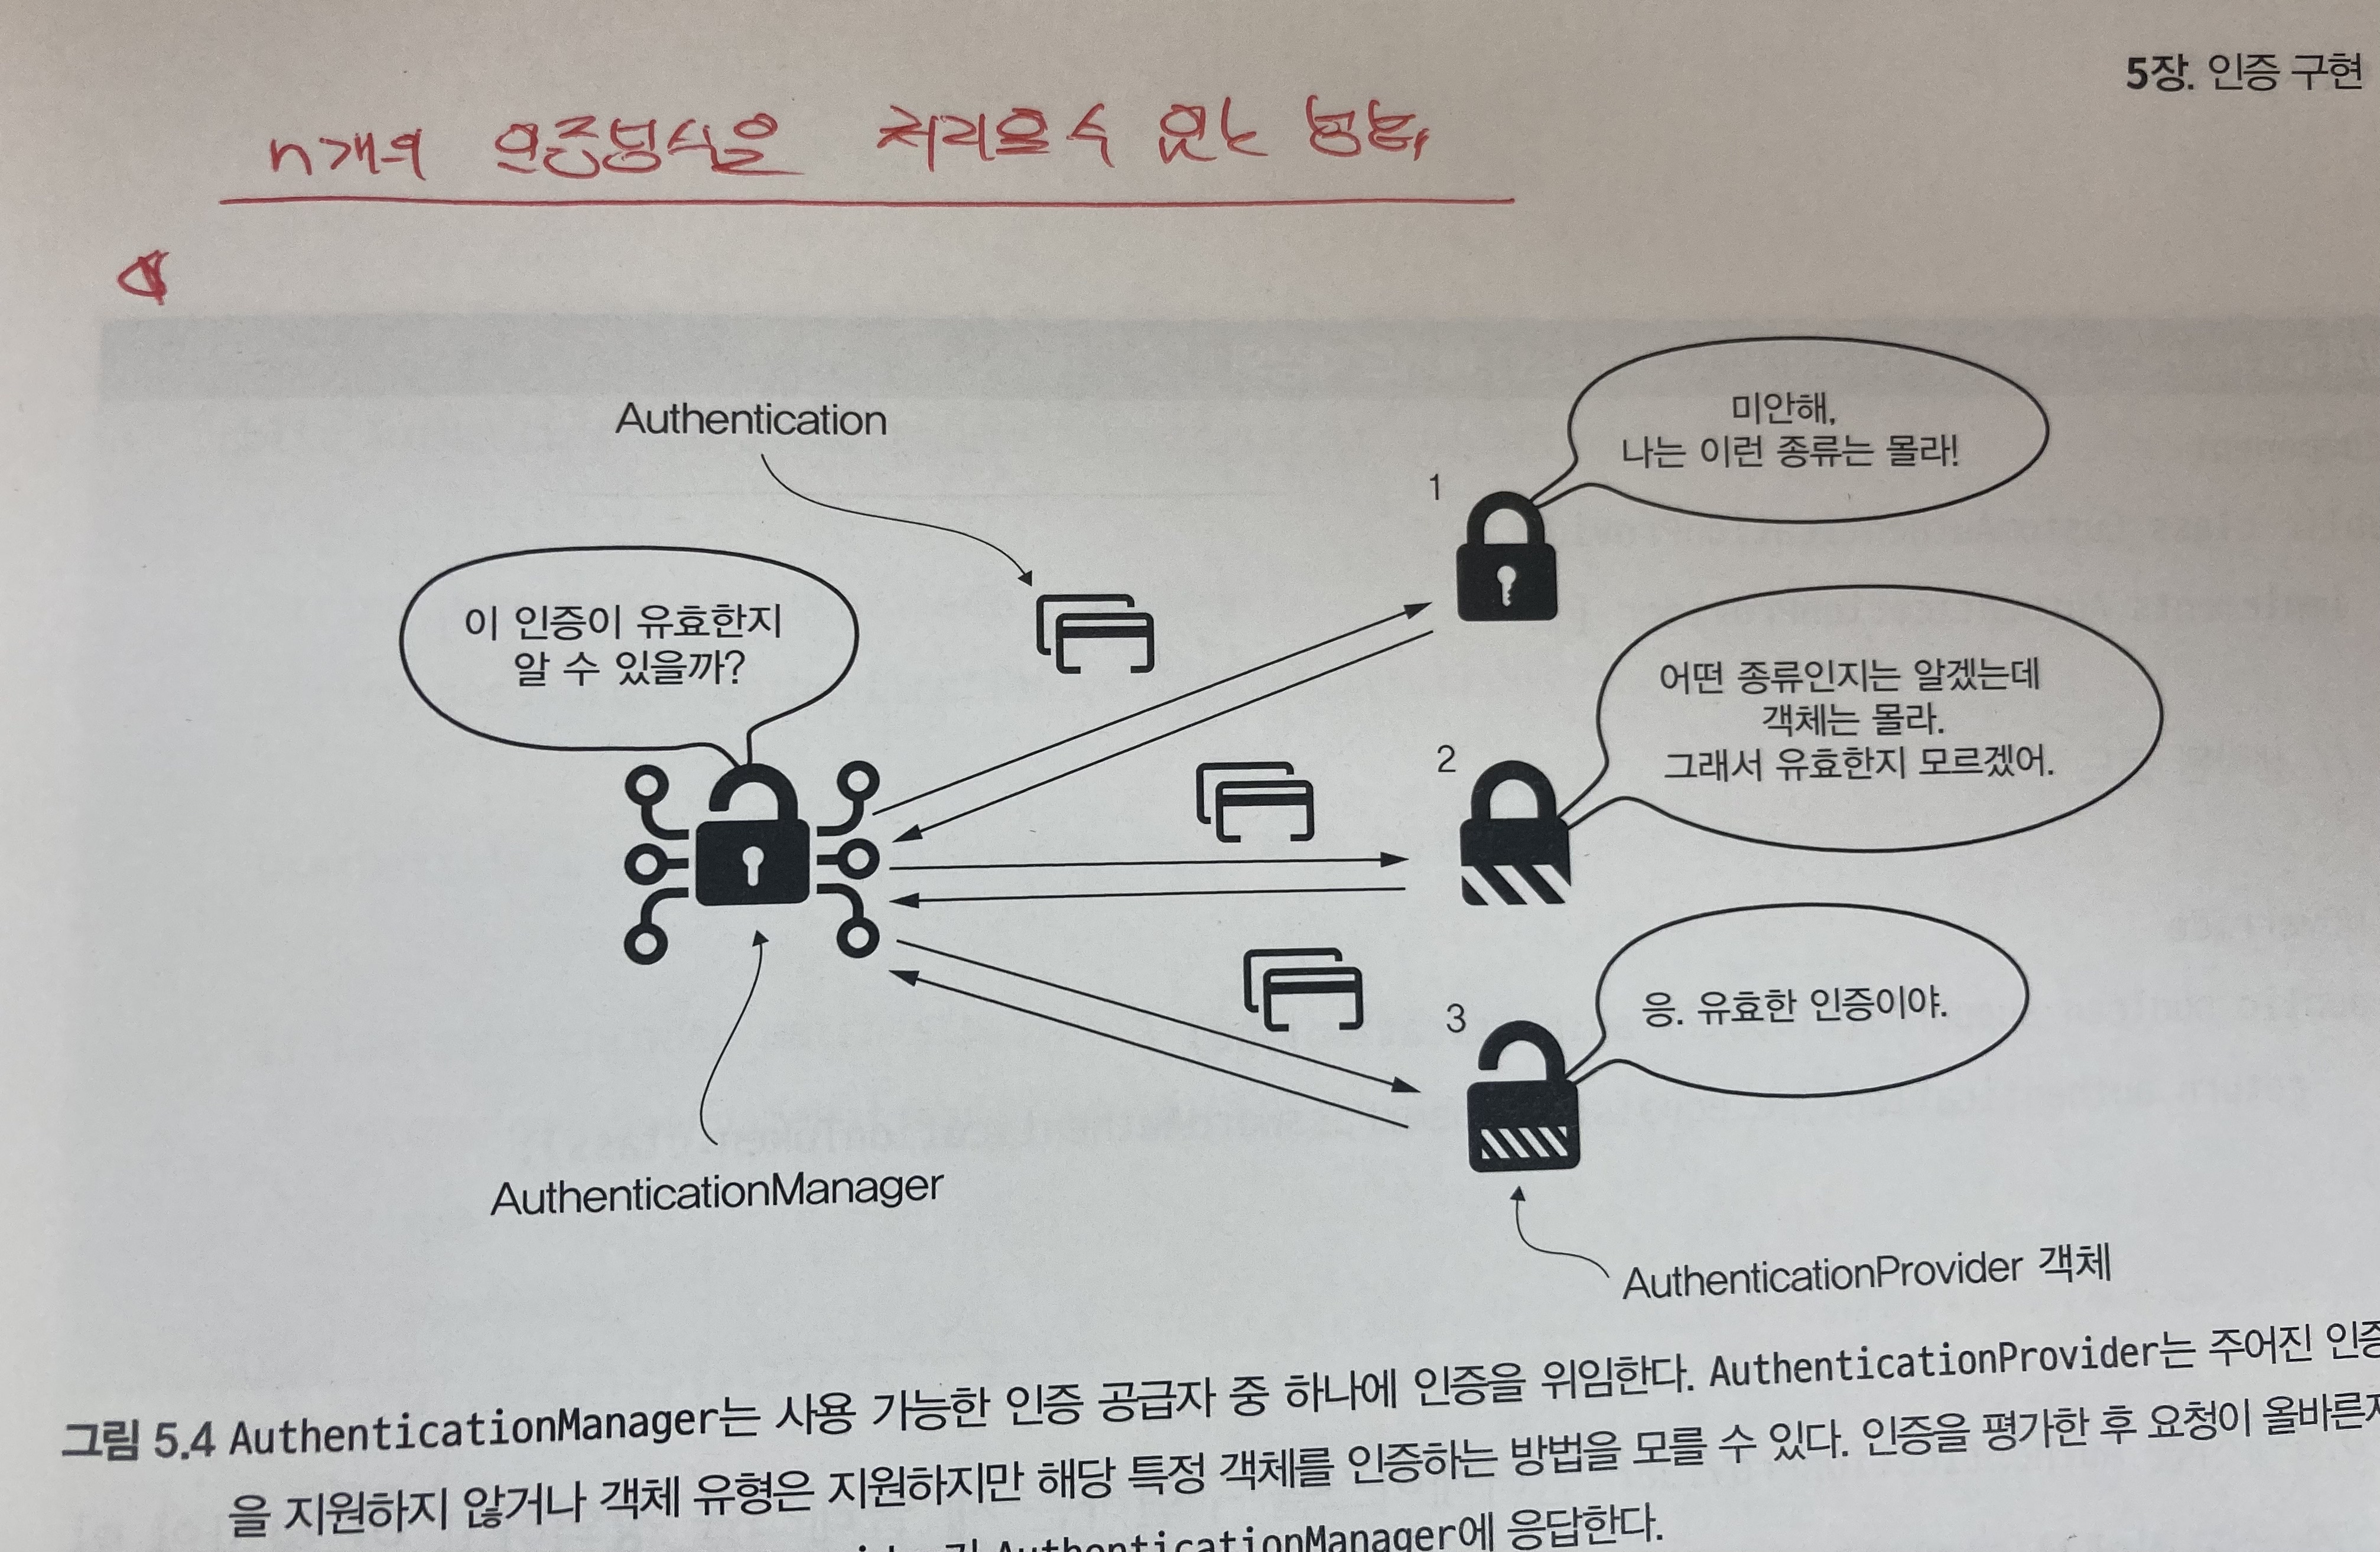 5장. 인증 구현
n개의 인증방식을 처리할 수 있는 방법
Authentication
미안해,
나는 이런 종류는 몰라!
1
이 인증이 유효한지
알 수 있을까?
어떤 종류인지는 알겠는데
객체는 몰라.
그래서 유효한지 모르겠어.
2
응. 유효한 인증이야.
3
AuthenticationManager
AuthenticationProvider 객체
그림 5.4 AuthenticationManager는 사용 가능한 인증 공급자 중 하나에 인증을 위임한다. AuthenticationProvider는 주어진 인증
을 지원하지 않거나 객체 유형은 지원하지만 해당 특정 객체를 인증하는 방법을 모를 수 있다. 인증을 평가한 후 요청이 올바른지
AuthenticationManager에 응답한다.